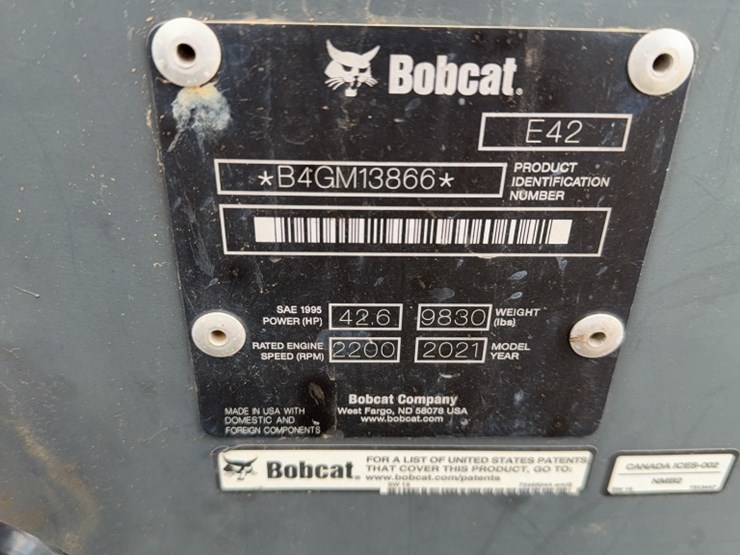 Bobcat.
E42
*B4GM13866*
PRODUCT
IDENTIFICATION
NUMBER
SAE 1995
POWER (HP)
42.6
9830
WEIGHT
(lbs)
RATED ENGINE
SPEED (RPM)
2200
2021
MODEL
YEAR
MADE IN USA WITH
DOMESTIC AND
FOREIGN COMPONENTS
Bobcat Company
West Fargo, ND 58078 USA
www.bobcat.com
Bobcat.
FOR A LIST OF UNITED STATES PATENTS
THAT COVER THIS PRODUCT, GO TO:
www.bobcat.com/patents
CANADA ICES-002
NMB2